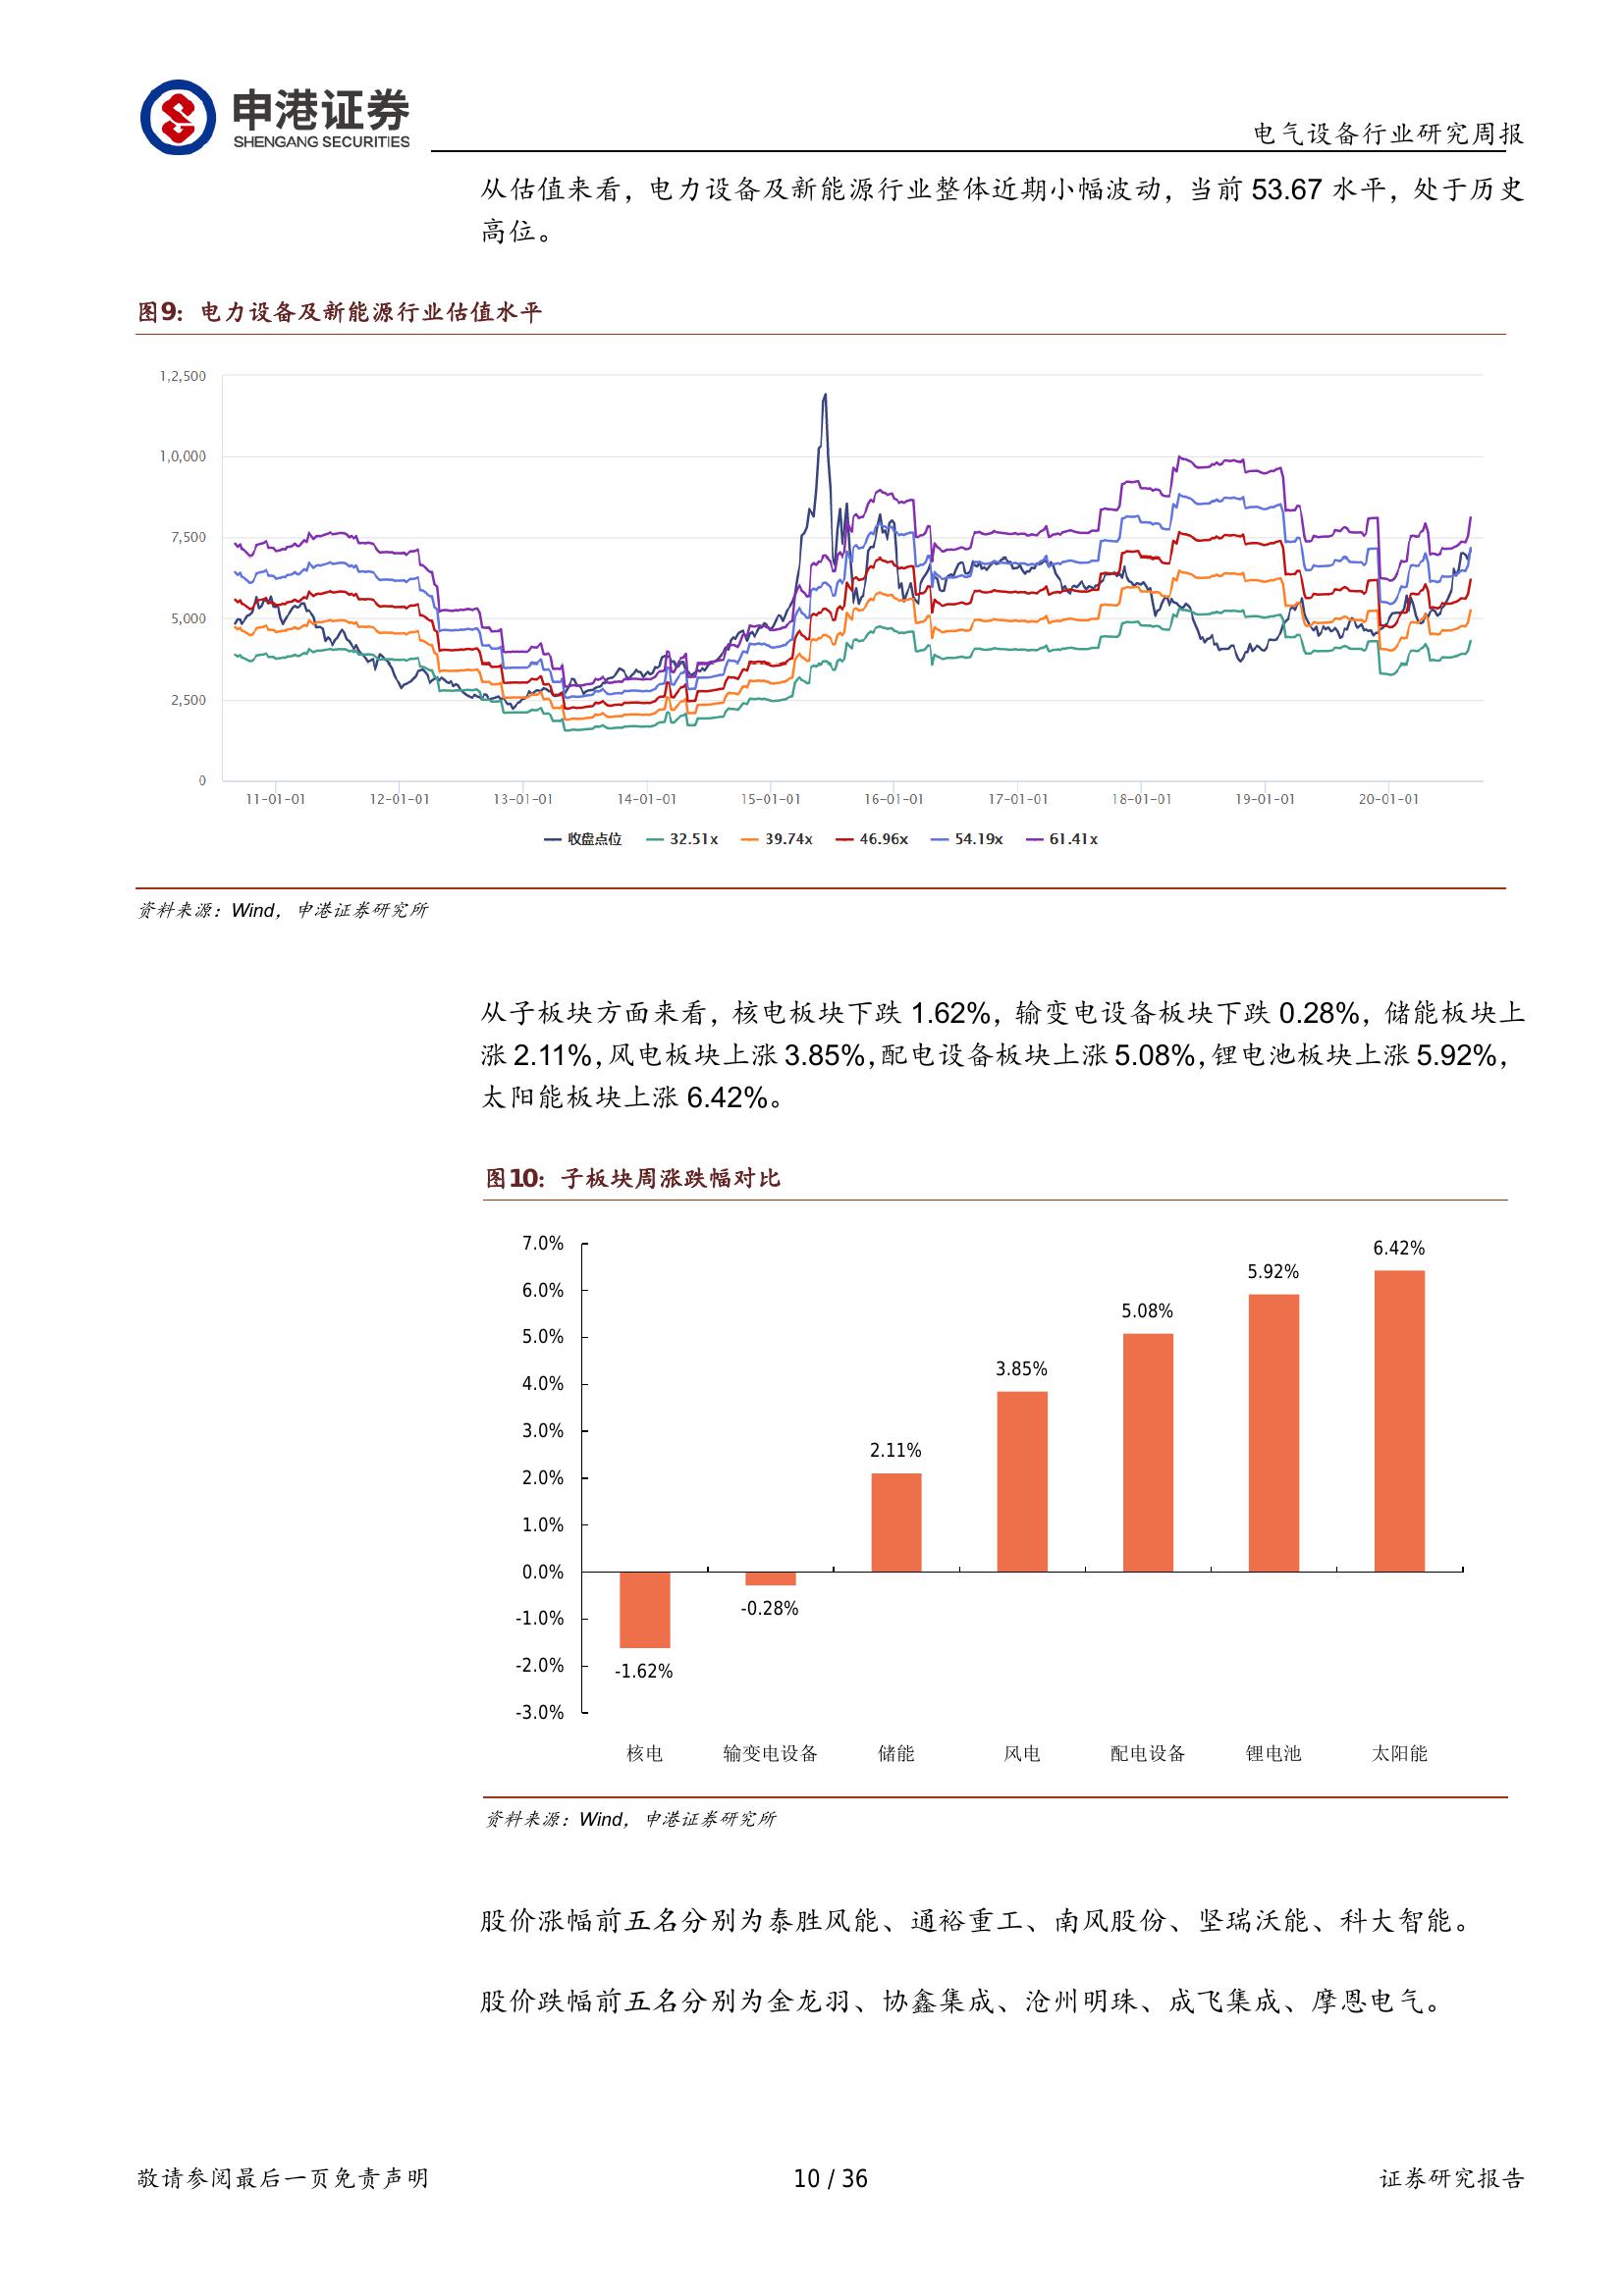 申港证券
SHENGANG SECURITIES
电气设备行业研究周报
从估值来看，电力设备及新能源行业整体近期小幅波动，当前 53.67 水平，处于历史
高位。
图9：电力设备及新能源行业估值水平
1,2,500
1,0,000
7,500
5,000
2,500
0
11-01-01 12-01-01 13-01-01 14-01-01 15-01-01 16-01-01 17-01-01 18-01-01 19-01-01 20-01-01
收盘点位 32.51x 39.74x 46.96x 54.19x 61.41x
资料来源：Wind，申港证券研究所
从子板块方面来看，核电板块下跌 1.62%，输变电设备板块下跌 0.28%，储能板块上
涨 2.11%，风电板块上涨 3.85%，配电设备板块上涨 5.08%，锂电池板块上涨 5.92%，
太阳能板块上涨 6.42%。
图10：子板块周涨跌幅对比
7.0%
6.0%
5.0%
4.0%
3.0%
2.0%
1.0%
0.0%
-1.0%
-2.0%
-3.0%
-1.62%
-0.28%
2.11%
3.85%
5.08%
5.92%
6.42%
核电 输变电设备 储能 风电 配电设备 锂电池 太阳能
资料来源：Wind，申港证券研究所
股价涨幅前五名分别为泰胜风能、通裕重工、南风股份、坚瑞沃能、科大智能。
股价跌幅前五名分别为金龙羽、协鑫集成、沧州明珠、成飞集成、摩恩电气。
敬请参阅最后一页免责声明 10 / 36 证券研究报告